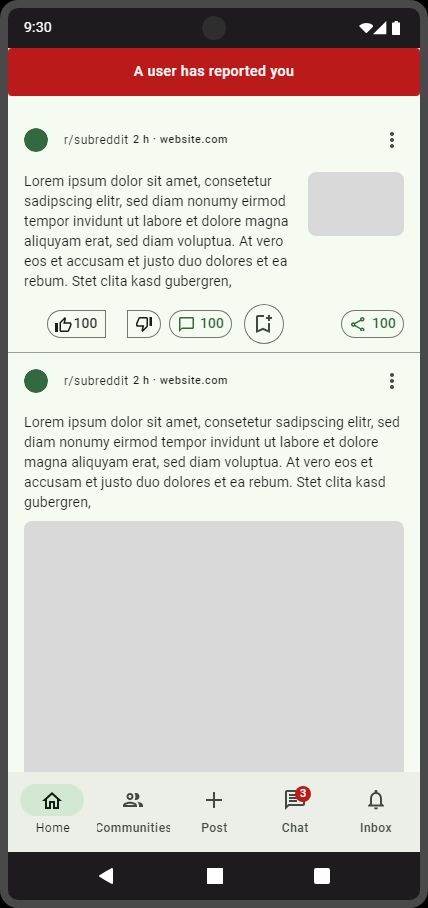 9:30
A user has reported you
r/subreddit 2 h · website.com
Lorem ipsum dolor sit amet, consetetur
sadipscing elitr, sed diam nonumy eirmod
tempor invidunt ut labore et dolore magna
aliquyam erat, sed diam voluptua. At vero
eos et accusam et justo duo dolores et ea
rebum. Stet clita kasd gubergren,
100 100 100
r/subreddit 2 h · website.com
Lorem ipsum dolor sit amet, consetetur sadipscing elitr, sed
diam nonumy eirmod tempor invidunt ut labore et dolore
magna aliquyam erat, sed diam voluptua. At vero eos et
accusam et justo duo dolores et ea rebum. Stet clita kasd
gubergren,
3
Home Communities Post Chat Inbox